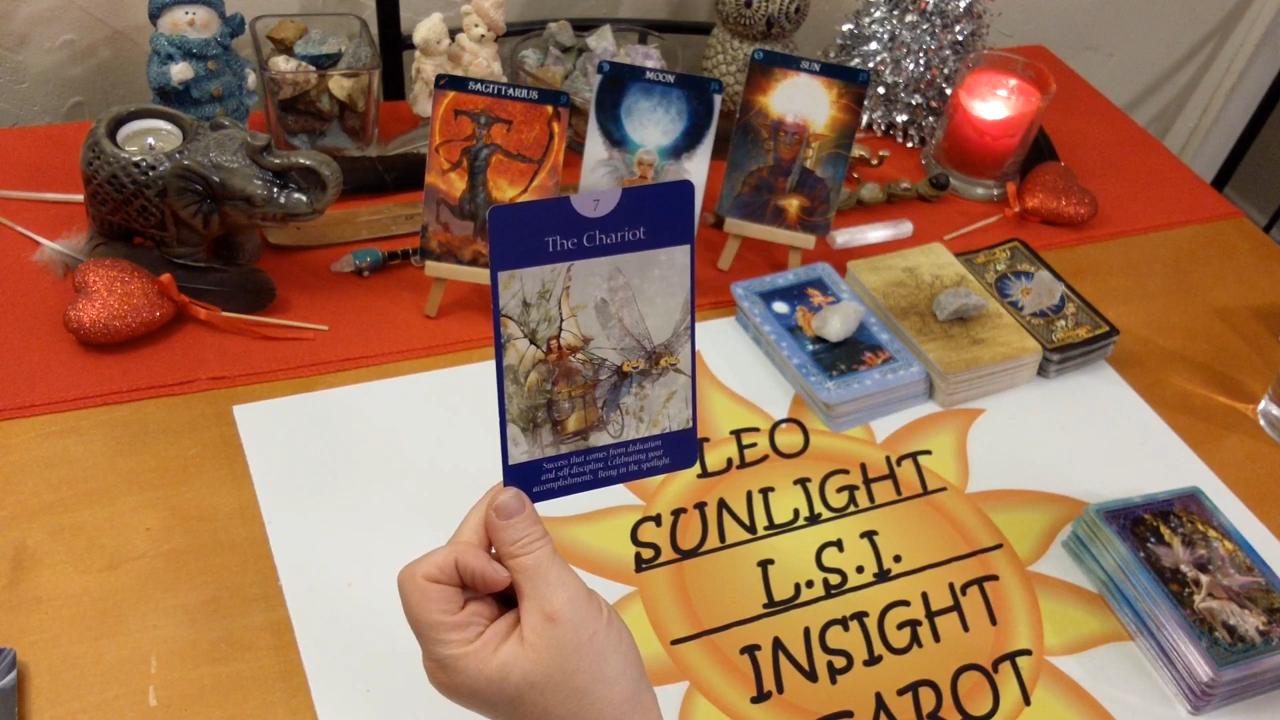 SAGITTARIUS
MOON
SUN
7
The Chariot
Success that comes from dedication
and self-discipline. Celebrating your
accomplishments. Being in the spotlight.
LEO
SUNLIGHT
L.S.I.
INSIGHT
TAROT